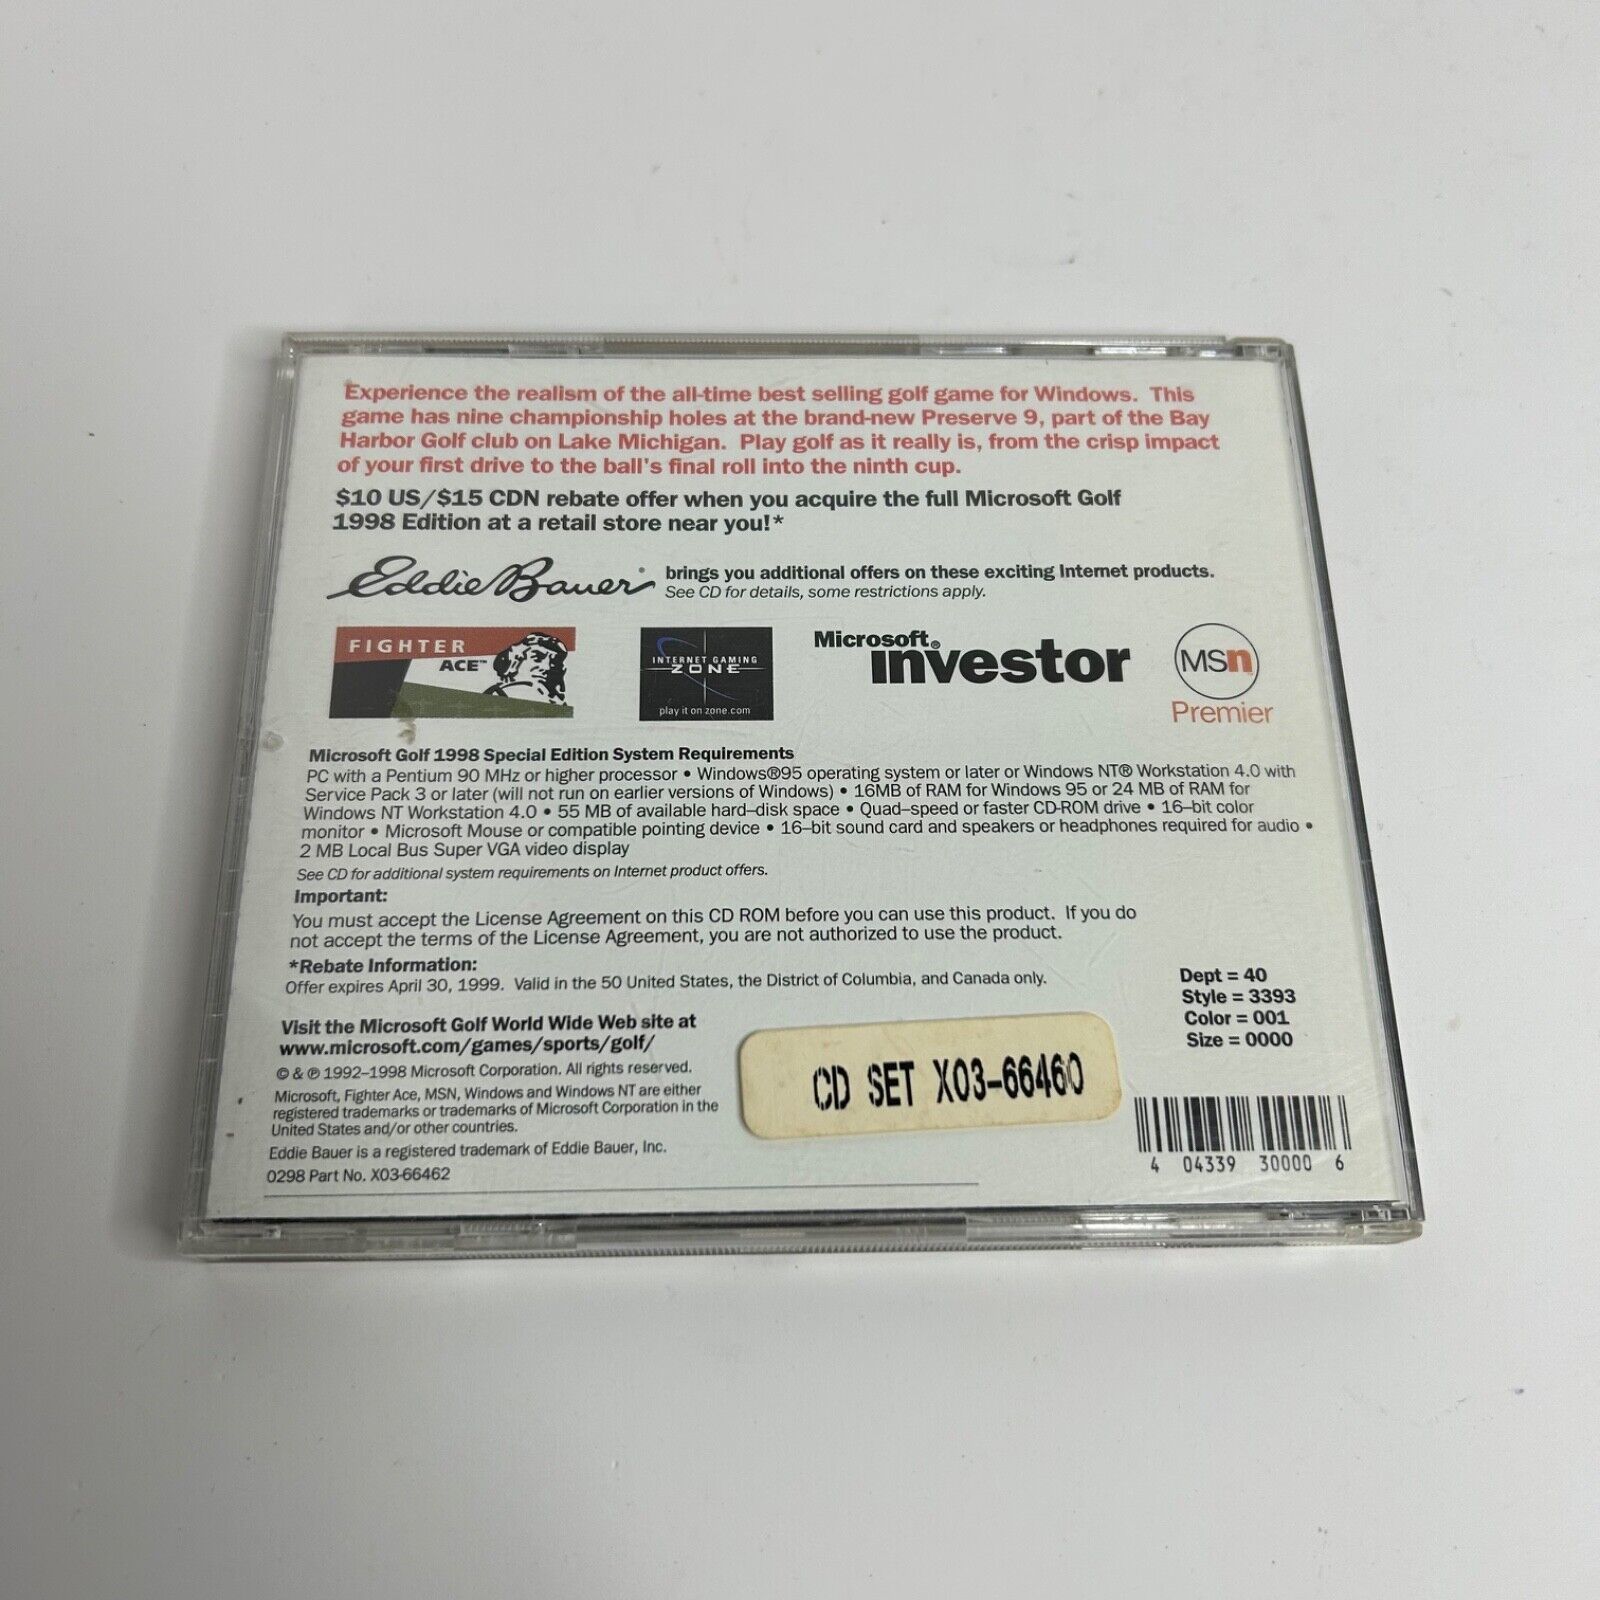 Experience the realism of the all-time best selling golf game for Windows. This
game has nine championship holes at the brand-new Preserve 9, part of the Bay
Harbor Golf club on Lake Michigan. Play golf as it really is, from the crisp impact
of your first drive to the ball's final roll into the ninth cup.
$10 US/$15 CDN rebate offer when you acquire the full Microsoft Golf
1998 Edition at a retail store near you!*
Eddie Bauer® brings you additional offers on these exciting Internet products.
See CD for details, some restrictions apply.
FIGHTER
ACE™
INTERNET GAMING
ZONE
play it on zone.com
Microsoft®
investor
MSn
Premier
Microsoft Golf 1998 Special Edition System Requirements
PC with a Pentium 90 MHz or higher processor • Windows®95 operating system or later or Windows NT® Workstation 4.0 with
Service Pack 3 or later (will not run on earlier versions of Windows) • 16MB of RAM for Windows 95 or 24 MB of RAM for
Windows NT Workstation 4.0 • 55 MB of available hard–disk space • Quad–speed or faster CD-ROM drive • 16–bit color
monitor • Microsoft Mouse or compatible pointing device • 16–bit sound card and speakers or headphones required for audio •
2 MB Local Bus Super VGA video display
See CD for additional system requirements on Internet product offers.
Important:
You must accept the License Agreement on this CD ROM before you can use this product. If you do
not accept the terms of the License Agreement, you are not authorized to use the product.
*Rebate Information:
Offer expires April 30, 1999. Valid in the 50 United States, the District of Columbia, and Canada only.
Dept = 40
Style = 3393
Color = 001
Size = 0000
Visit the Microsoft Golf World Wide Web site at
www.microsoft.com/games/sports/golf/
© & ℗ 1992–1998 Microsoft Corporation. All rights reserved.
Microsoft, Fighter Ace, MSN, Windows and Windows NT are either
registered trademarks or trademarks of Microsoft Corporation in the
United States and/or other countries.
Eddie Bauer is a registered trademark of Eddie Bauer, Inc.
0298 Part No. X03-66462
CD SET X03-66460
4 04339 30000 6